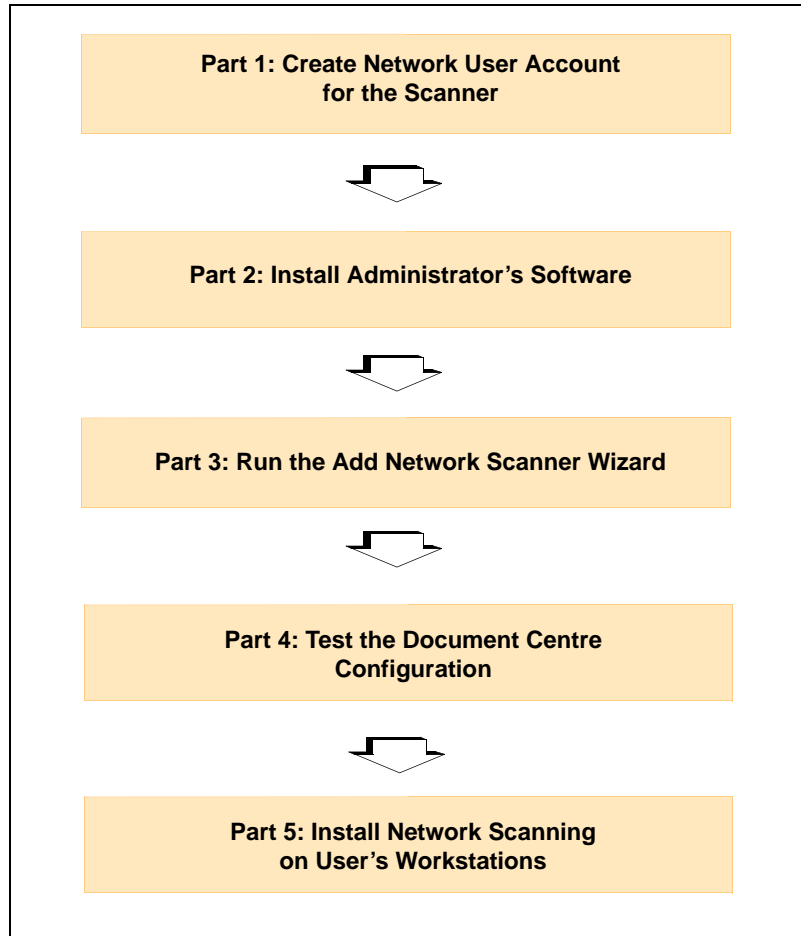 Part 1: Create Network User Account
for the Scanner
Part 2: Install Administrator’s Software
Part 3: Run the Add Network Scanner Wizard
Part 4: Test the Document Centre
Configuration
Part 5: Install Network Scanning
on User’s Workstations